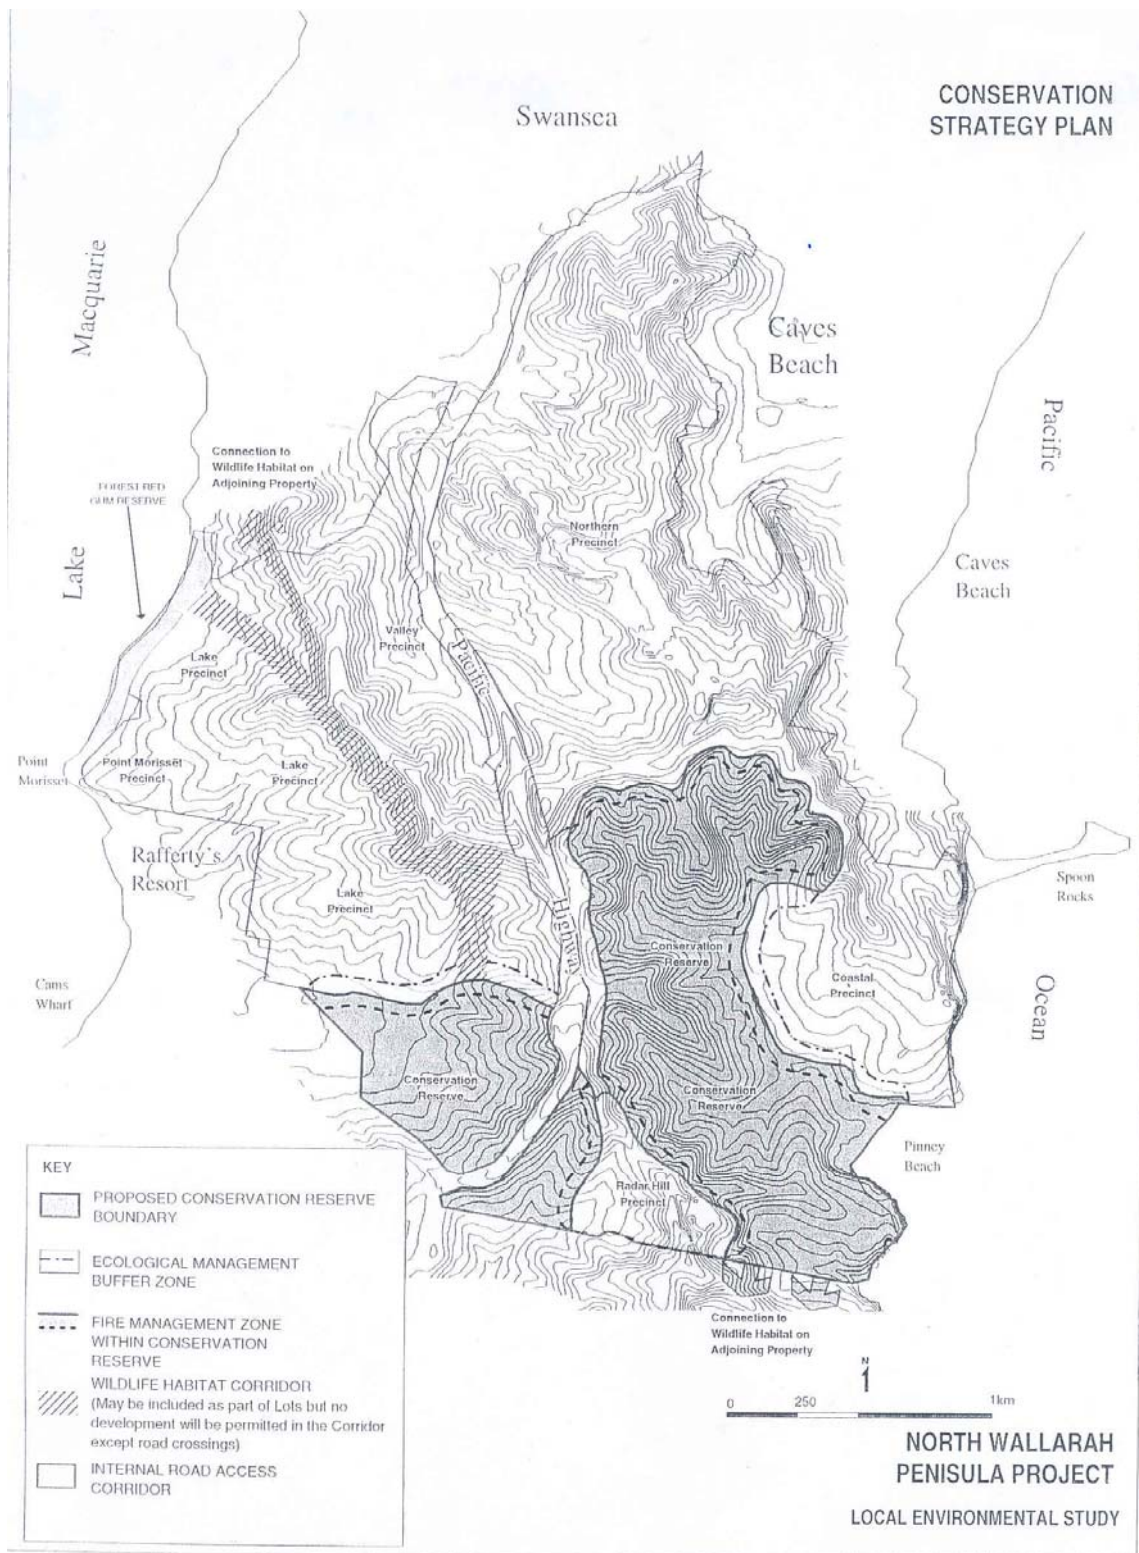 CONSERVATION
STRATEGY PLAN
Swansea
Macquarie
Caves
Beach
Pacific
Connection to
Wildlife Habitat on
Adjoining Property
FOREST RED
GUM RESERVE
Northern
Precinct
Lake
Caves
Beach
Valley
Precinct
Lake
Precinct
Pacific
Point
Morisset
Point Morisset
Precinct
Lake
Precinct
Rafferty's
Resort
Spoon
Rocks
Lake
Precinct
Highway
Conservation
Reserve
Coastal
Precinct
Cams
Wharf
Ocean
Conservation
Reserve
Conservation
Reserve
Pinney
Beach
Radar Hill
Precinct
KEY
PROPOSED CONSERVATION RESERVE
BOUNDARY
ECOLOGICAL MANAGEMENT
BUFFER ZONE
FIRE MANAGEMENT ZONE
WITHIN CONSERVATION
RESERVE
WILDLIFE HABITAT CORRIDOR
(May be included as part of Lots but no
development will be permitted in the Corridor
except road crossings)
INTERNAL ROAD ACCESS
CORRIDOR
Connection to
Wildlife Habitat on
Adjoining Property
N
0 250 1km
NORTH WALLARAH
PENISULA PROJECT
LOCAL ENVIRONMENTAL STUDY